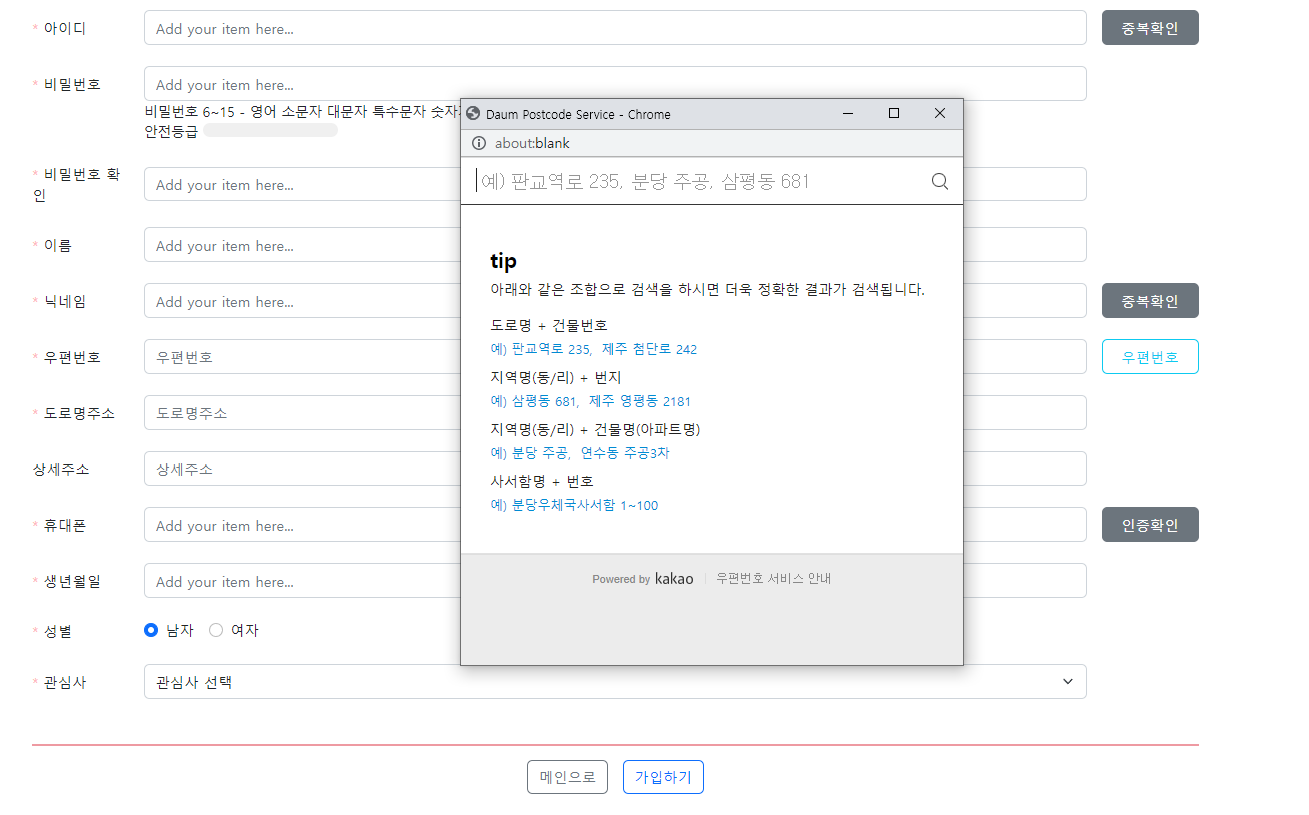 * 아이디 Add your item here... 중복확인
* 비밀번호 Add your item here...
비밀번호 6~15 - 영어 소문자 대문자 특수문자 숫자
안전등급
* 비밀번호 확
인
Add your item here...
* 이름 Add your item here...
* 닉네임 Add your item here... 중복확인
* 우편번호 우편번호 우편번호
* 도로명주소 도로명주소
상세주소 상세주소
* 휴대폰 Add your item here... 인증확인
* 생년월일 Add your item here...
* 성별 남자 여자
* 관심사 관심사 선택
메인으로 가입하기
Daum Postcode Service - Chrome
about:blank
예) 판교역로 235, 분당 주공, 삼평동 681
tip
아래와 같은 조합으로 검색을 하시면 더욱 정확한 결과가 검색됩니다.
도로명 + 건물번호
예) 판교역로 235, 제주 첨단로 242
지역명(동/리) + 번지
예) 삼평동 681, 제주 영평동 2181
지역명(동/리) + 건물명(아파트명)
예) 분당 주공, 연수동 주공3차
사서함명 + 번호
예) 분당우체국사서함 1~100
Powered by kakao 우편번호 서비스 안내